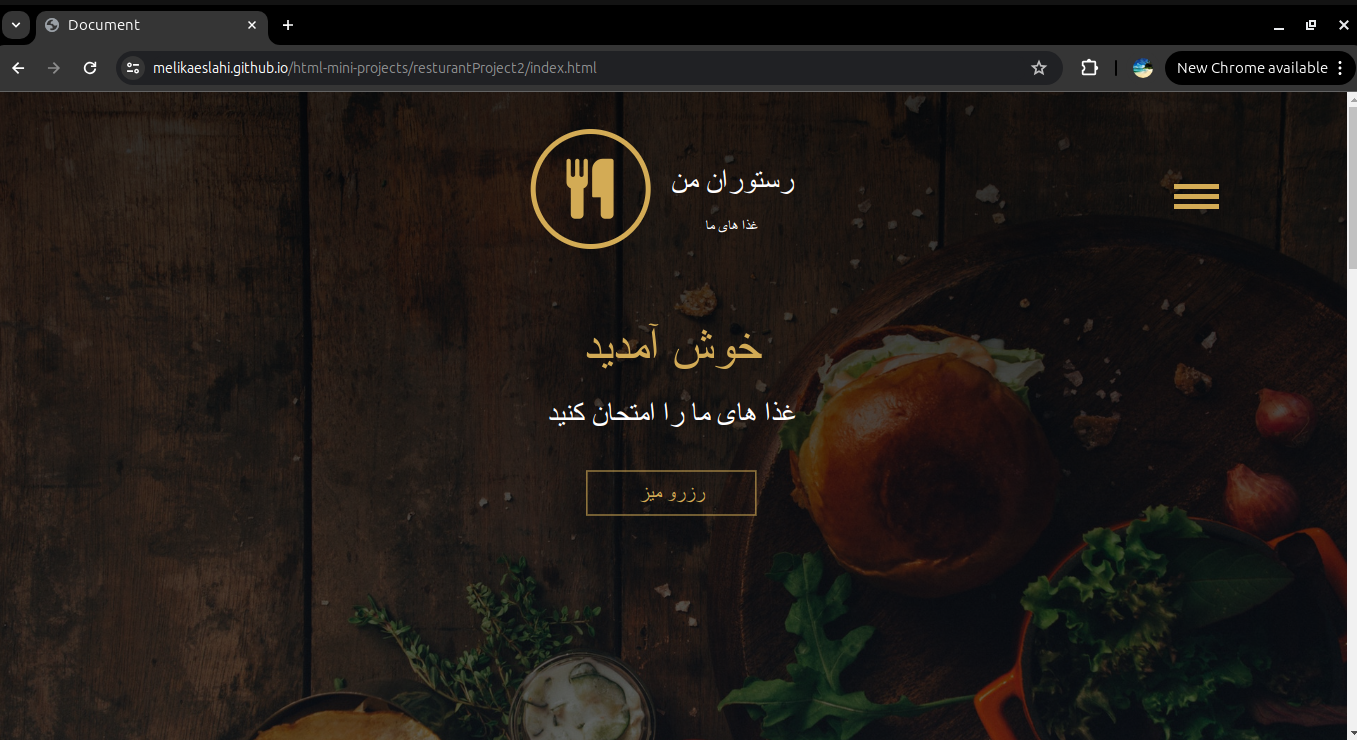 Document
melikaeslahi.github.io/html-mini-projects/resturantProject2/index.html
New Chrome available
رستوران من
غذا های ما
خوش آمدید
غذا های ما را امتحان کنید
رزرو میز